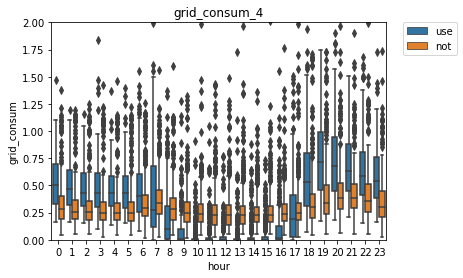 grid_consum_4
use
not
2.00
1.75
1.50
1.25
1.00
0.75
0.50
0.25
0.00
grid_consum
0 1 2 3 4 5 6 7 8 9 10 11 12 13 14 15 16 17 18 19 20 21 22 23
hour